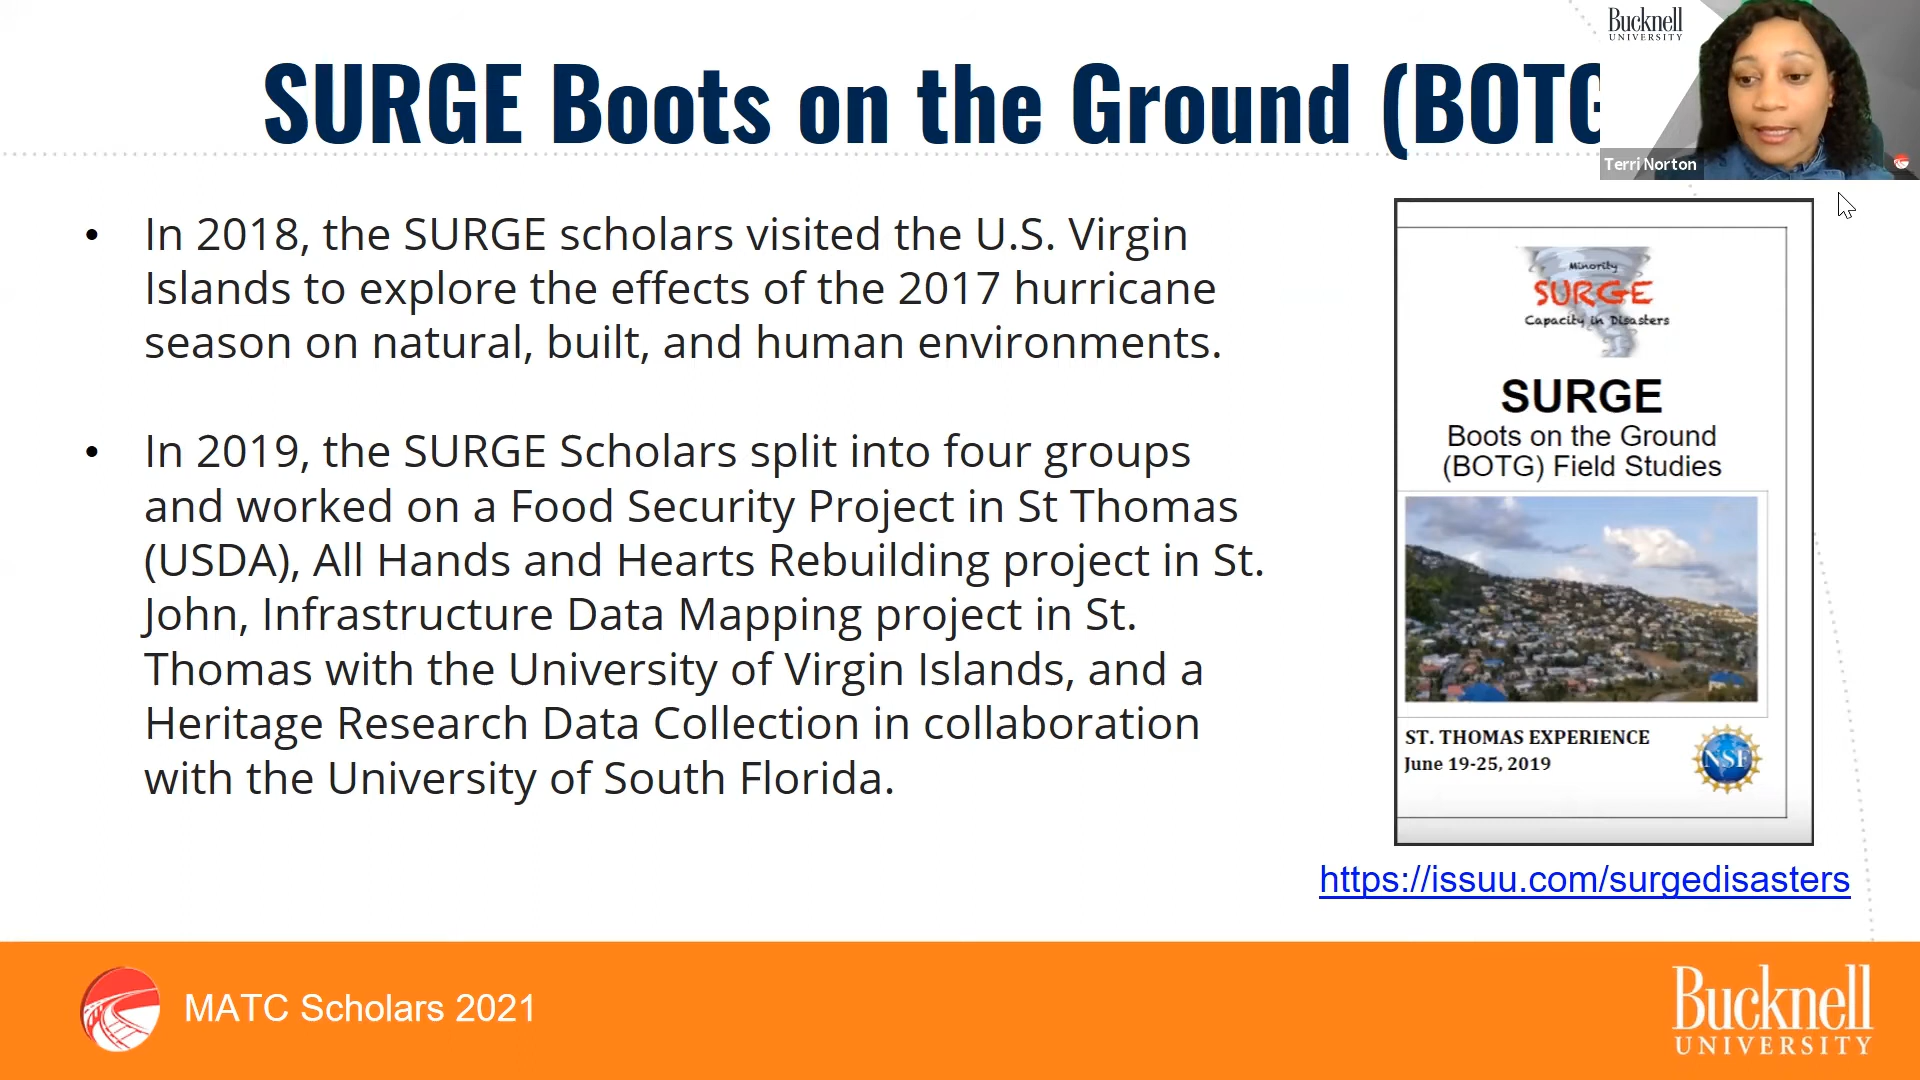 Bucknell
UNIVERSITY
SURGE Boots on the Ground (BOTG
Terri Norton
• In 2018, the SURGE scholars visited the U.S. Virgin
Islands to explore the effects of the 2017 hurricane
season on natural, built, and human environments.
• In 2019, the SURGE Scholars split into four groups
and worked on a Food Security Project in St Thomas
(USDA), All Hands and Hearts Rebuilding project in St.
John, Infrastructure Data Mapping project in St.
Thomas with the University of Virgin Islands, and a
Heritage Research Data Collection in collaboration
with the University of South Florida.
Minority
SURGE
Capacity in Disasters
SURGE
Boots on the Ground
(BOTG) Field Studies
ST. THOMAS EXPERIENCE
June 19-25, 2019
NSF
https://issuu.com/surgedisasters
MATC Scholars 2021
Bucknell
UNIVERSITY